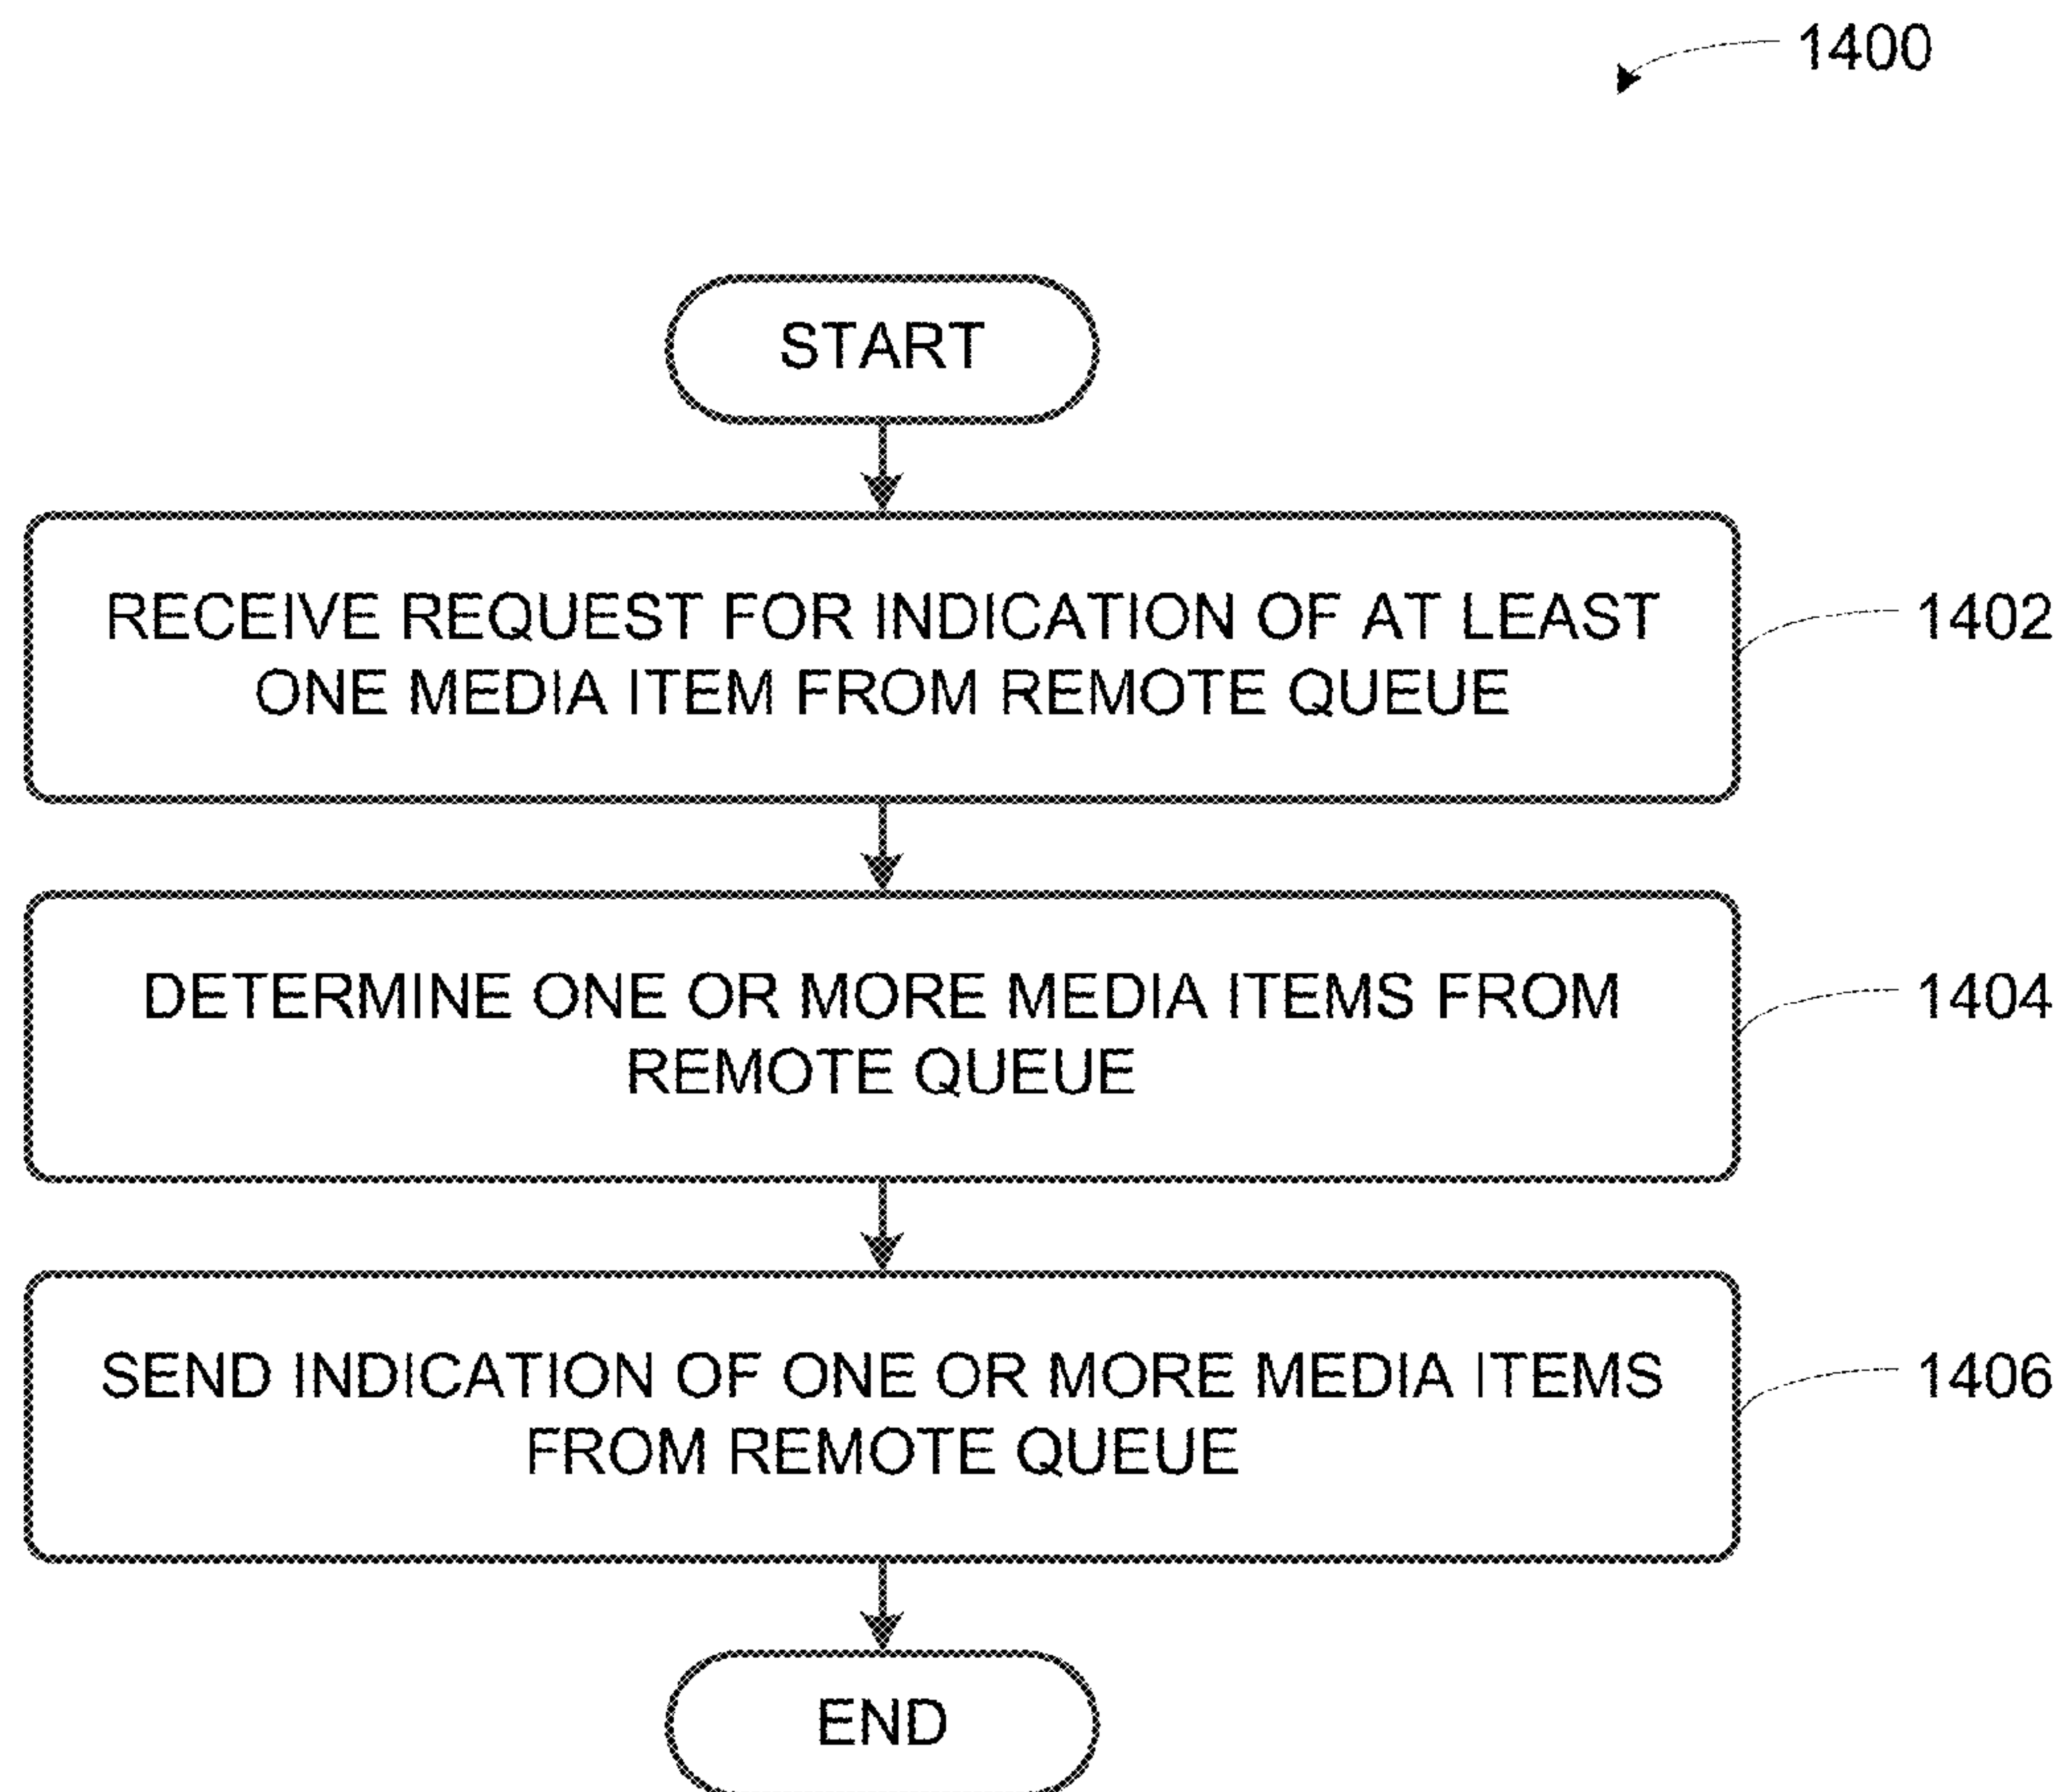 1400
START
RECEIVE REQUEST FOR INDICATION OF AT LEAST
ONE MEDIA ITEM FROM REMOTE QUEUE
1402
DETERMINE ONE OR MORE MEDIA ITEMS FROM
REMOTE QUEUE
1404
SEND INDICATION OF ONE OR MORE MEDIA ITEMS
FROM REMOTE QUEUE
1406
END